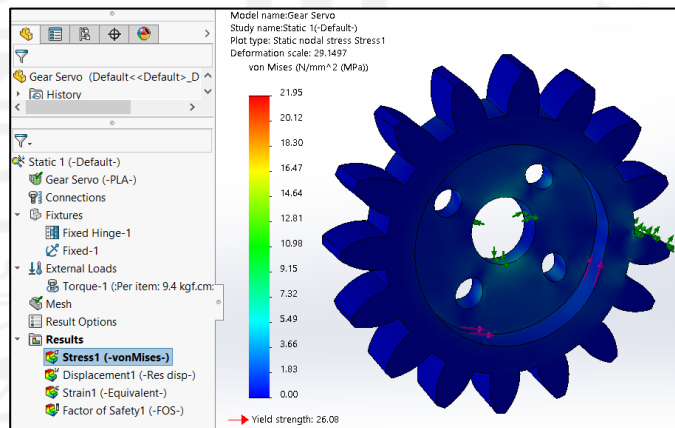 Gear Servo (Default<<Default>_D
History
Static 1 (-Default-)
Gear Servo (-PLA-)
Connections
Fixtures
Fixed Hinge-1
Fixed-1
External Loads
Torque-1 (:Per item: 9.4 kgf.cm:
Mesh
Result Options
Results
Stress1 (-vonMises-)
Displacement1 (-Res disp-)
Strain1 (-Equivalent-)
Factor of Safety1 (-FOS-)
Model name:Gear Servo
Study name:Static 1(-Default-)
Plot type: Static nodal stress Stress1
Deformation scale: 29.1497
von Mises (N/mm^2 (MPa))
21.95
20.12
18.30
16.47
14.64
12.81
10.98
9.15
7.32
5.49
3.66
1.83
0.00
Yield strength: 26.08